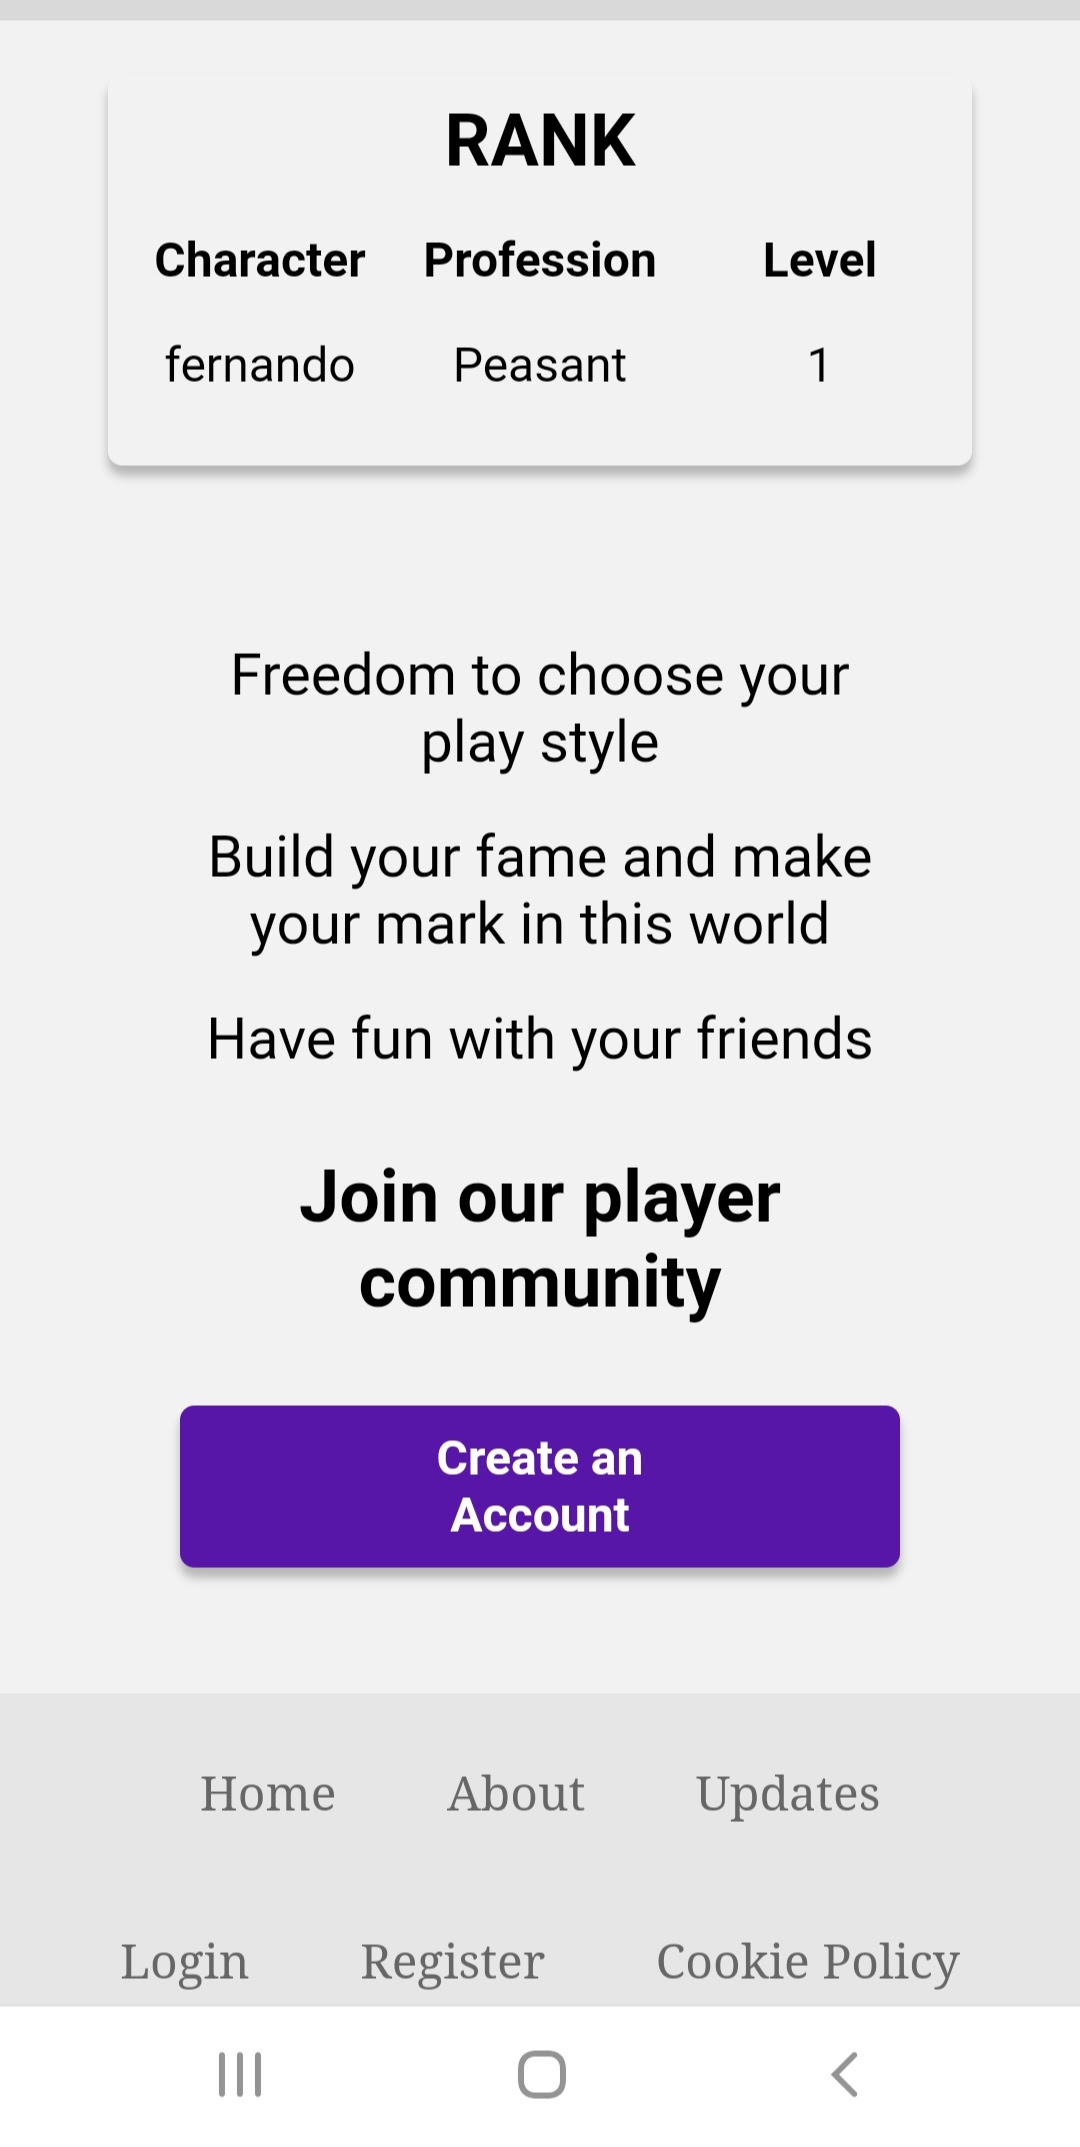 RANK
Character Profession Level
fernando Peasant 1
Freedom to choose your
play style
Build your fame and make
your mark in this world
Have fun with your friends
Join our player
community
Create an
Account
Home About Updates
Login Register Cookie Policy